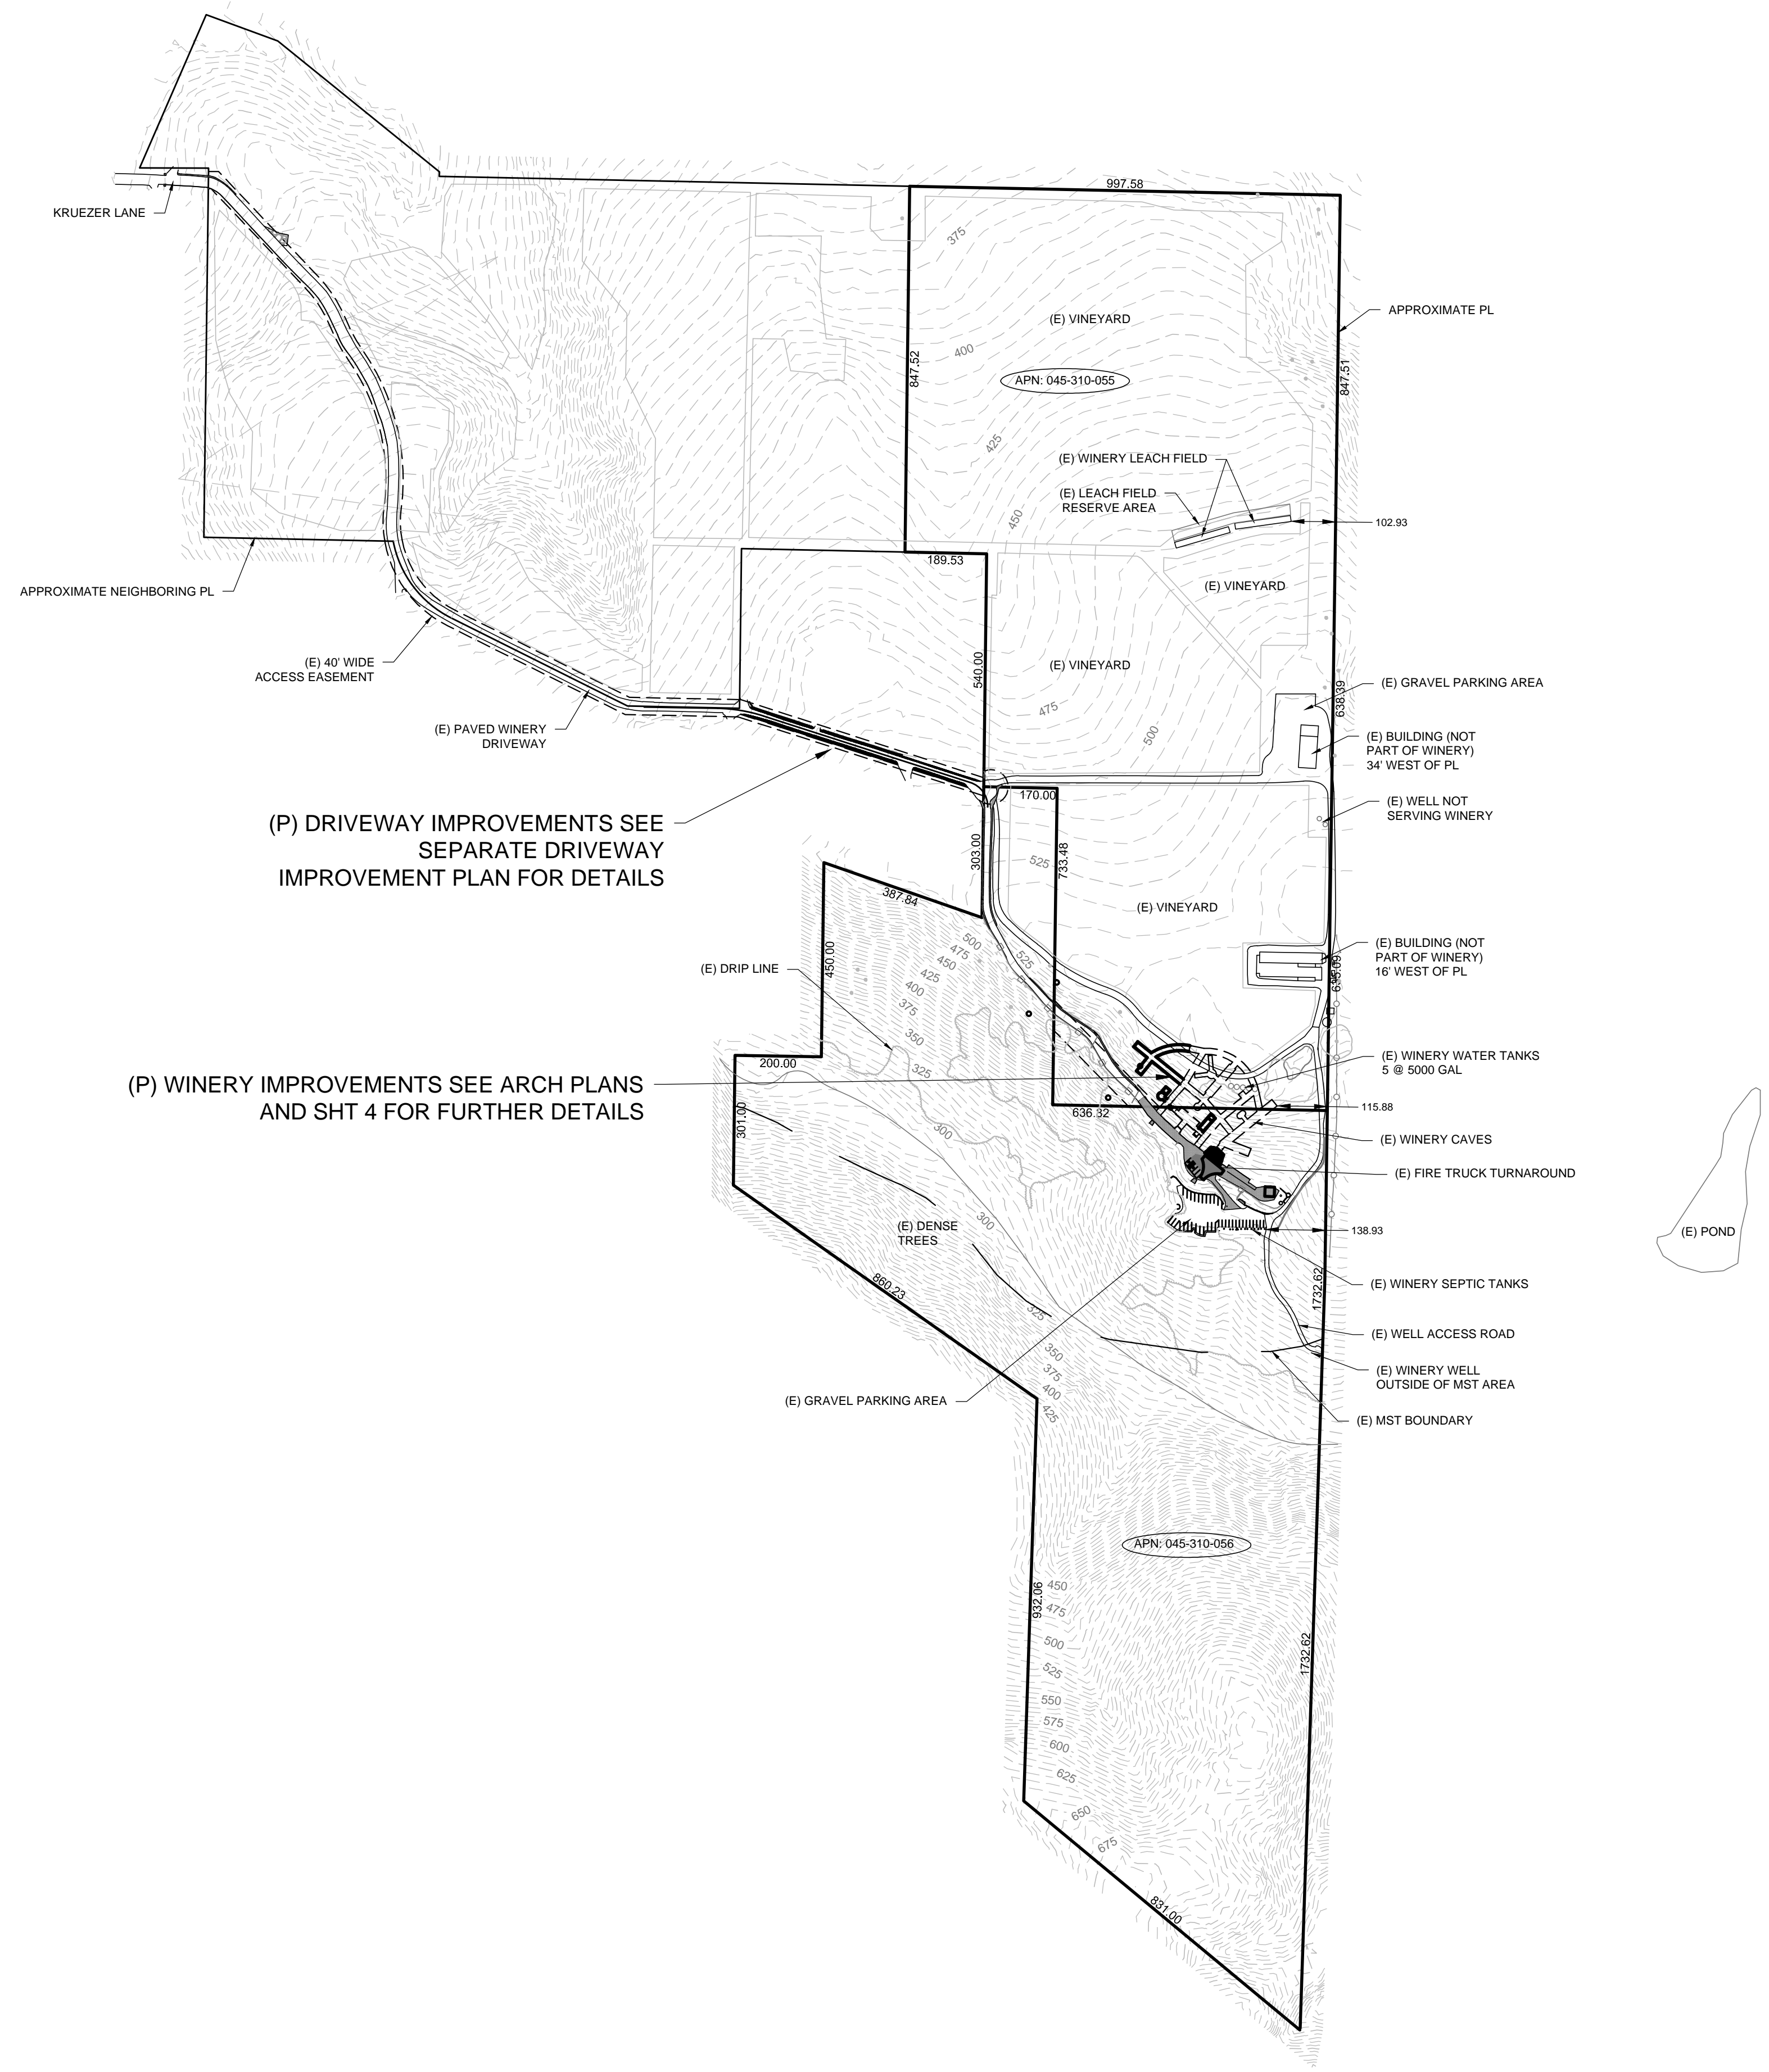 997.58
KRUEZER LANE
375
APPROXIMATE PL
(E) VINEYARD
400
847.52
APN: 045-310-055
847.51
425
(E) WINERY LEACH FIELD
(E) LEACH FIELD
RESERVE AREA
450
102.93
189.53
APPROXIMATE NEIGHBORING PL
(E) VINEYARD
(E) 40' WIDE
ACCESS EASEMENT
540.00
(E) VINEYARD
(E) GRAVEL PARKING AREA
638.39
475
(E) PAVED WINERY
DRIVEWAY
500
(E) BUILDING (NOT
PART OF WINERY)
34' WEST OF PL
170.00
(E) WELL NOT
SERVING WINERY
(P) DRIVEWAY IMPROVEMENTS SEE
SEPARATE DRIVEWAY
IMPROVEMENT PLAN FOR DETAILS
303.00
525
733.48
387.84
(E) VINEYARD
500
475
450
425
400
375
350
325
525
(E) BUILDING (NOT
PART OF WINERY)
16' WEST OF PL
450.00
(E) DRIP LINE
200.00
(E) WINERY WATER TANKS
5 @ 5000 GAL
(P) WINERY IMPROVEMENTS SEE ARCH PLANS
AND SHT 4 FOR FURTHER DETAILS
636.32
115.88
301.00
300
(E) WINERY CAVES
(E) FIRE TRUCK TURNAROUND
300
(E) DENSE
TREES
138.93
(E) POND
860.23
325
1732.62
(E) WINERY SEPTIC TANKS
(E) WELL ACCESS ROAD
350
375
400
425
(E) WINERY WELL
OUTSIDE OF MST AREA
(E) GRAVEL PARKING AREA
(E) MST BOUNDARY
APN: 045-310-056
932.06
450
475
500
525
550
575
600
625
650
675
1732.62
831.00